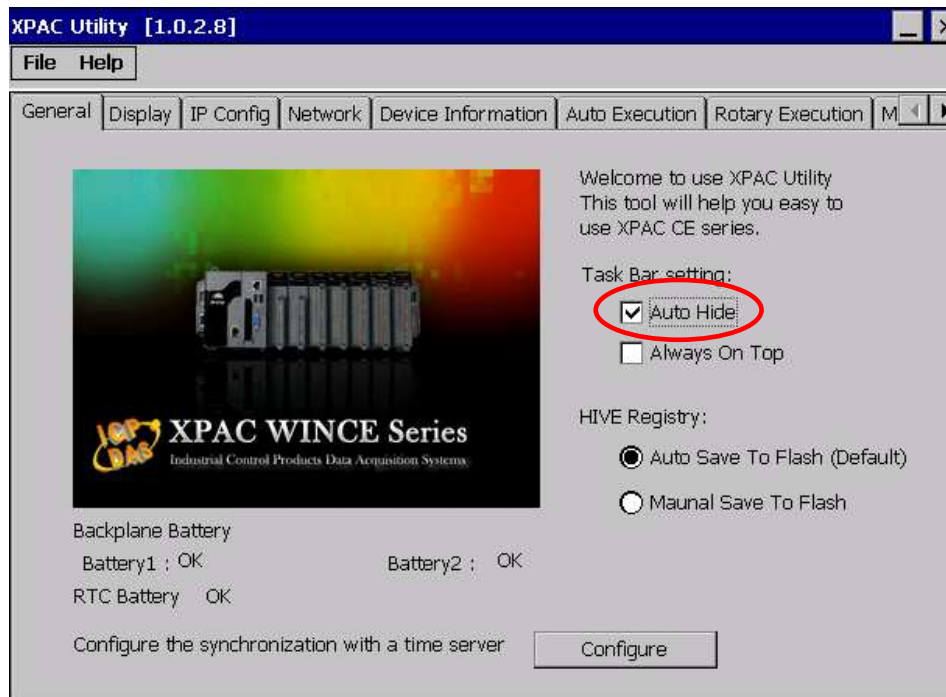 XPAC Utility [1.0.2.8]
File Help
General Display IP Config Network Device Information Auto Execution Rotary Execution M
Welcome to use XPAC Utility
This tool will help you easy to
use XPAC CE series.
Task Bar setting:
Auto Hide
Always On Top
HIVE Registry:
Auto Save To Flash (Default)
Maunal Save To Flash
ICP
DAS
XPAC WINCE Series
Industrial Control Products Data Acquisition Systems
Backplane Battery
Battery1 : OK Battery2 : OK
RTC Battery OK
Configure the synchronization with a time server Configure